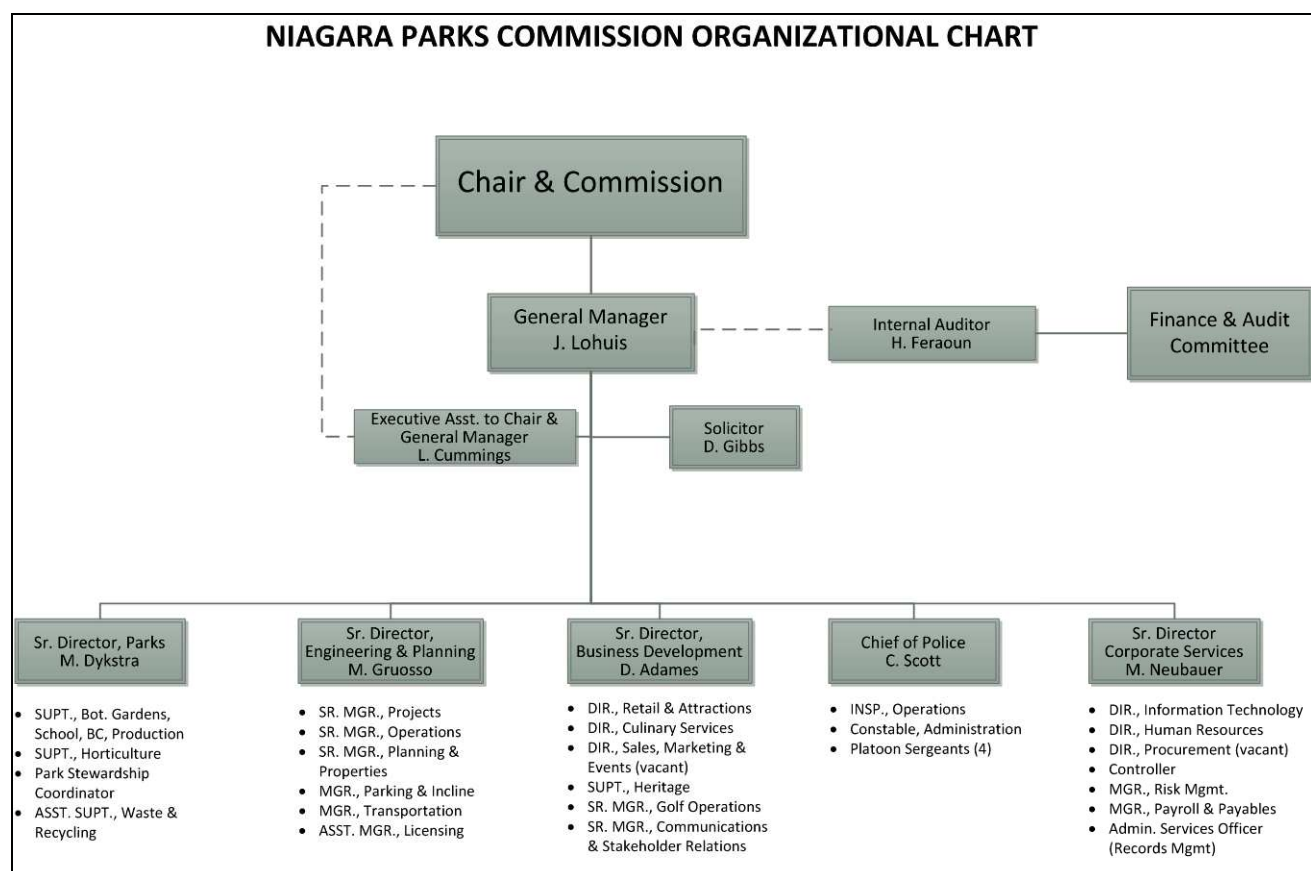 NIAGARA PARKS COMMISSION ORGANIZATIONAL CHART
Chair & Commission
General Manager
J. Lohuis
Internal Auditor
H. Feraoun
Finance & Audit
Committee
Executive Asst. to Chair &
General Manager
L. Cummings
Solicitor
D. Gibbs
Sr. Director, Parks
M. Dykstra
• SUPT., Bot. Gardens,
School, BC, Production
• SUPT., Horticulture
• Park Stewardship
Coordinator
• ASST. SUPT., Waste &
Recycling
Sr. Director,
Engineering & Planning
M. Gruosso
• SR. MGR., Projects
• SR. MGR., Operations
• SR. MGR., Planning &
Properties
• MGR., Parking & Incline
• MGR., Transportation
• ASST. MGR., Licensing
Sr. Director,
Business Development
D. Adames
• DIR., Retail & Attractions
• DIR., Culinary Services
• DIR., Sales, Marketing &
Events (vacant)
• SUPT., Heritage
• SR. MGR., Golf Operations
• SR. MGR., Communications
& Stakeholder Relations
Chief of Police
C. Scott
• INSP., Operations
• Constable, Administration
• Platoon Sergeants (4)
Sr. Director
Corporate Services
M. Neubauer
• DIR., Information Technology
• DIR., Human Resources
• DIR., Procurement (vacant)
• Controller
• MGR., Risk Mgmt.
• MGR., Payroll & Payables
• Admin. Services Officer
(Records Mgmt)